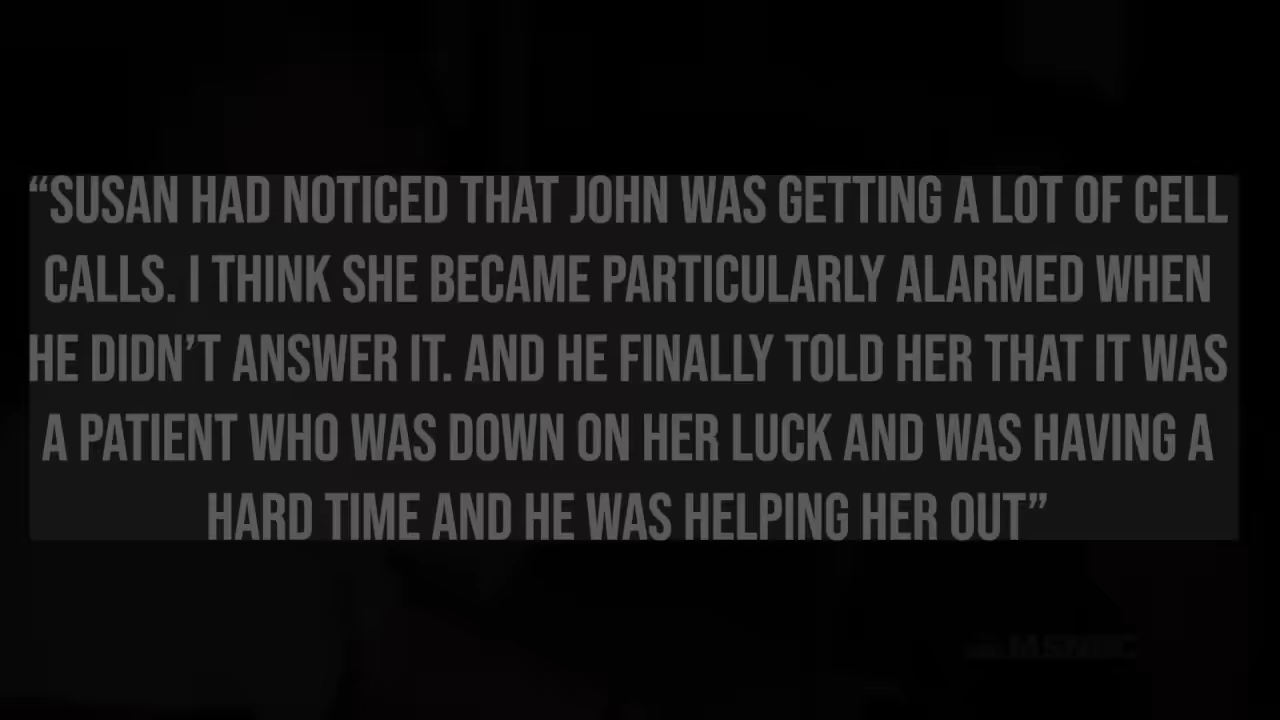 “SUSAN HAD NOTICED THAT JOHN WAS GETTING A LOT OF CELL
CALLS. I THINK SHE BECAME PARTICULARLY ALARMED WHEN
HE DIDN’T ANSWER IT. AND HE FINALLY TOLD HER THAT IT WAS
A PATIENT WHO WAS DOWN ON HER LUCK AND WAS HAVING A
HARD TIME AND HE WAS HELPING HER OUT”
MSNBC